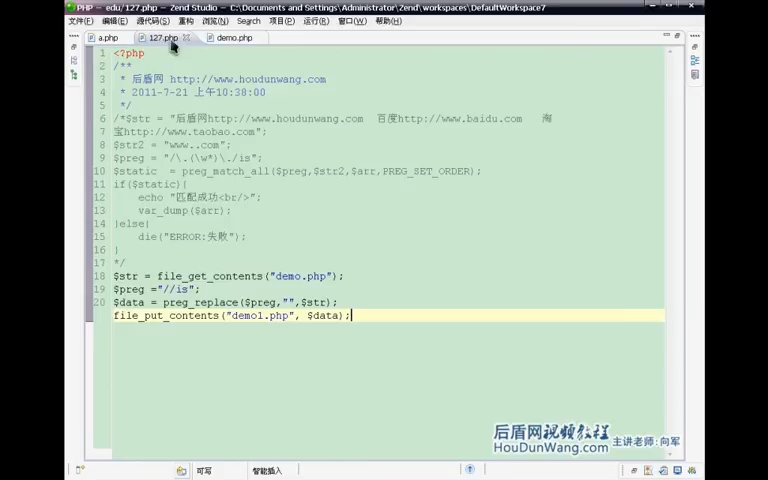 PHP - edu/127.php - Zend Studio - C:\Documents and Settings\Administrator\Zend\workspaces\DefaultWorkspace7
文件(F) 编辑(E) 源代码(S) 重构 浏览(N) Search 项目(P) 运行(R) 窗口(W) 帮助(H)
a.php 127.php demo.php
1 <?php
2 /**
3 * 后盾网 http://www.houdunwang.com
4 * 2011-7-21 上午10:38:00
5 */
6 /*$str = "后盾网http://www.houdunwang.com 百度http://www.baidu.com 淘
7 宝http://www.taobao.com";
8 $str2 = "www..com";
9 $preg = "/\.(\w*)\./is";
10 $static = preg_match_all($preg,$str2,$arr,PREG_SET_ORDER);
11 if($static){
12 echo "匹配成功<br/>";
13 var_dump($arr);
14 }else{
15 die("ERROR:失败");
16 }
17 */
18 $str = file_get_contents("demo.php");
19 $preg ="//is";
20 $data = preg_replace($preg,"",$str);
file_put_contents("demo1.php", $data);
后盾网视频教程
HouDunWang.com 主讲老师:向军
可写 智能插入